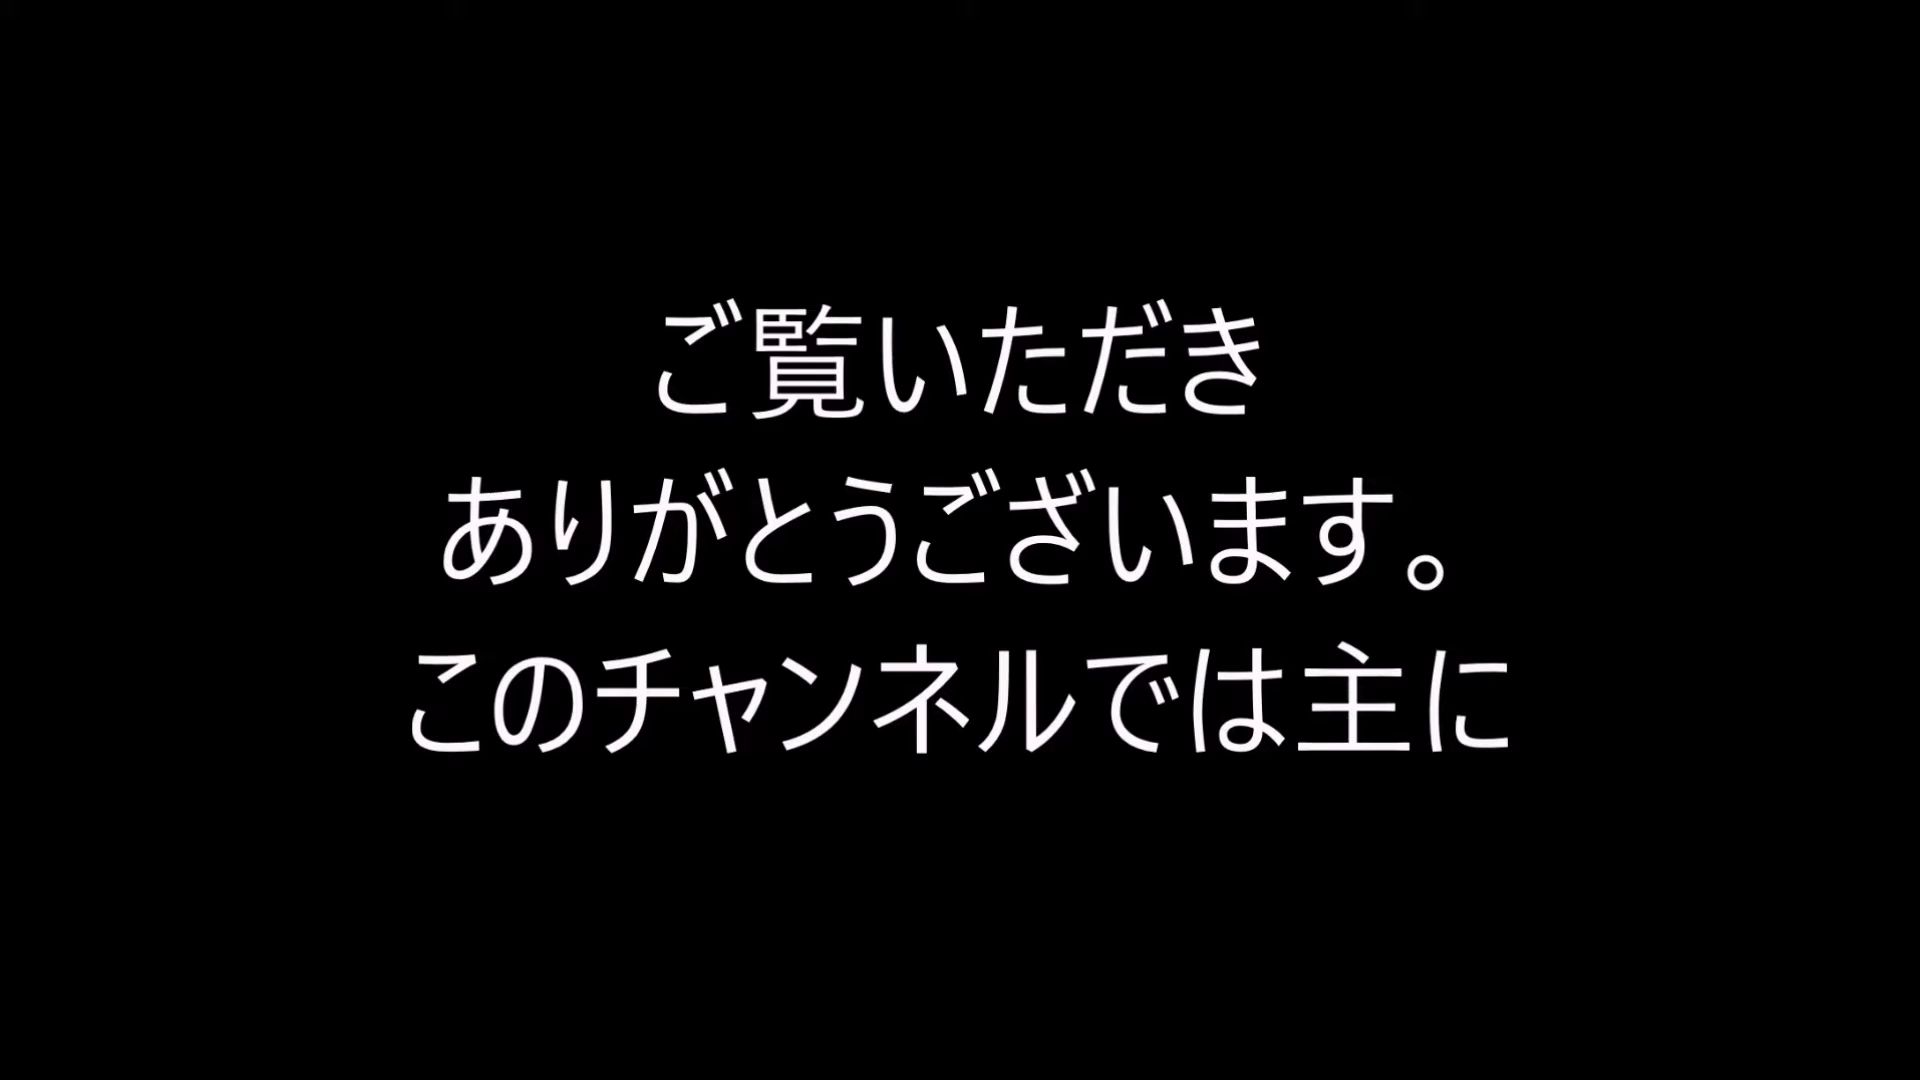 ご覧いただき
ありがとうございます。
このチャンネルでは主に